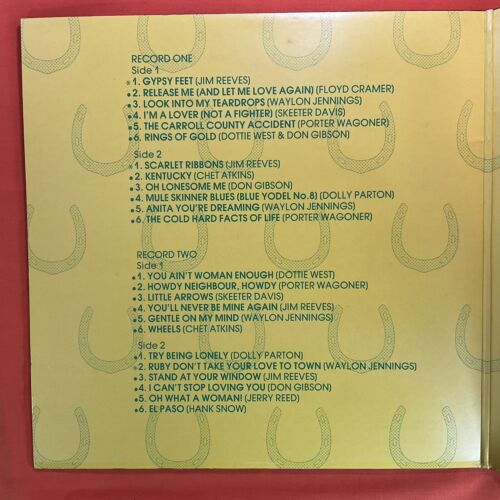 RECORD ONE
Side 1
*1. GYPSY FEET (JIM REEVES)
•2. RELEASE ME (AND LET ME LOVE AGAIN) (FLOYD CRAMER)
•3. LOOK INTO MY TEARDROPS (WAYLON JENNINGS)
•4. I'M A LOVER (NOT A FIGHTER) (SKEETER DAVIS)
•5. THE CARROLL COUNTY ACCIDENT (PORTER WAGONER)
•6. RINGS OF GOLD (DOTTIE WEST & DON GIBSON)
Side 2
*1. SCARLET RIBBONS (JIM REEVES)
•2. KENTUCKY (CHET ATKINS)
•3. OH LONESOME ME (DON GIBSON)
•4. MULE SKINNER BLUES (BLUE YODEL No.8) (DOLLY PARTON)
•5. ANITA YOU'RE DREAMING (WAYLON JENNINGS)
•6. THE COLD HARD FACTS OF LIFE (PORTER WAGONER)
RECORD TWO
Side 1
•1. YOU AIN'T WOMAN ENOUGH (DOTTIE WEST)
•2. HOWDY NEIGHBOUR, HOWDY (PORTER WAGONER)
•3. LITTLE ARROWS (SKEETER DAVIS)
•4. YOU'LL NEVER BE MINE AGAIN (JIM REEVES)
•5. GENTLE ON MY MIND (WAYLON JENNINGS)
•6. WHEELS (CHET ATKINS)
Side 2
•1. TRY BEING LONELY (DOLLY PARTON)
*2. RUBY DON'T TAKE YOUR LOVE TO TOWN (WAYLON JENNINGS)
•3. STAND AT YOUR WINDOW (JIM REEVES)
•4. I CAN'T STOP LOVING YOU (DON GIBSON)
•5. OH WHAT A WOMAN! (JERRY REED)
•6. EL PASO (HANK SNOW)